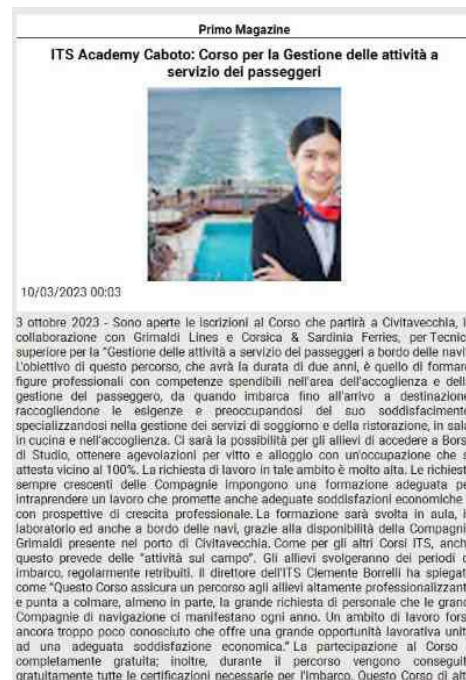 Primo Magazine
ITS Academy Caboto: Corso per la Gestione delle attività a
servizio dei passeggeri
10/03/2023 00:03
3 ottobre 2023 - Sono aperte le iscrizioni al Corso che partirà a Civitavecchia, i
collaborazione con Grimaldi Lines e Corsica & Sardinia Ferries, per Tecnic
superiore per la "Gestione delle attività a servizio dei passeggeri a bordo delle navi
L'obiettivo di questo percorso, che avrà la durata di due anni, è quello di formar
figure professionali con competenze spendibili nell'area dell'accoglienza e dell
gestione del passeggero, da quando imbarca fino all'arrivo a destinazion
raccogliendone le esigenze e preoccupandosi del suo soddisfaciment
specializzandosi nella gestione dei servizi di soggiorno e della ristorazione, in sala
in cucina e nell'accoglienza. Ci sarà la possibilità per gli allievi di accedere a Bors
di Studio, ottenere agevolazioni per vitto e alloggio con un'occupazione che s
attesta vicino al 100%. La richiesta di lavoro in tale ambito è molto alta. Le richiest
sempre crescenti delle Compagnie impongono una formazione adeguata pe
intraprendere un lavoro che promette anche adeguate soddisfazioni economiche
con prospettive di crescita professionale. La formazione sarà svolta in aula, i
laboratorio ed anche a bordo delle navi, grazie alla disponibilità della Compagni
Grimaldi presente nel porto di Civitavecchia. Come per gli altri Corsi ITS, anch
questo prevede delle "attività sul campo". Gli allievi svolgeranno dei periodi d
imbarco, regolarmente retribuiti. Il direttore dell'ITS Clemente Borrelli ha spiegat
come "Questo Corso assicura un percorso agli allievi altamente professionalizzant
e punta a colmare, almeno in parte, la grande richiesta di personale che le grand
Compagnie di navigazione ci manifestano ogni anno. Un ambito di lavoro fors
ancora troppo poco conosciuto che offre una grande opportunità lavorativa unit
ad una adeguata soddisfazione economica." La partecipazione al Corso
completamente gratuita; inoltre, durante il percorso vengono conseguit
gratuitamente tutte le certificazioni necessarie per l'imbarco. Questo Corso di alt